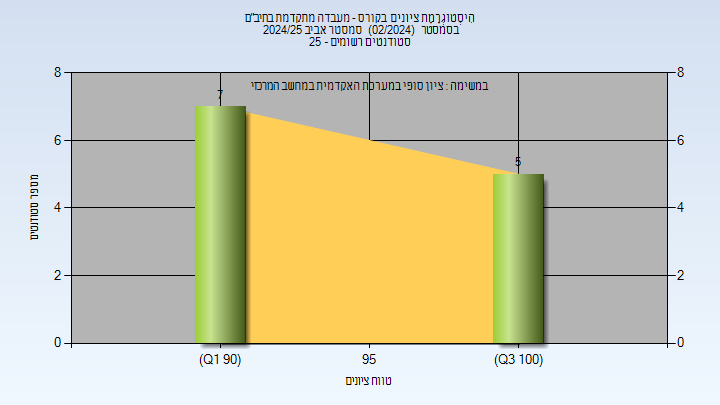 היסטוגרמת ציונים בקורס - מעבדה מתקדמת בחיב"ם
בסמסטר (02/2024) סמסטר אביב 2024/25
סטודנטים רשומים - 25
במשימה : ציון סופי במערכת האקדמית במחשב המרכזי
8
8
7
6
6
5
4
4
2
2
0
0
מספר סטודנטים
(Q1 90)
95
(Q3 100)
טווח ציונים